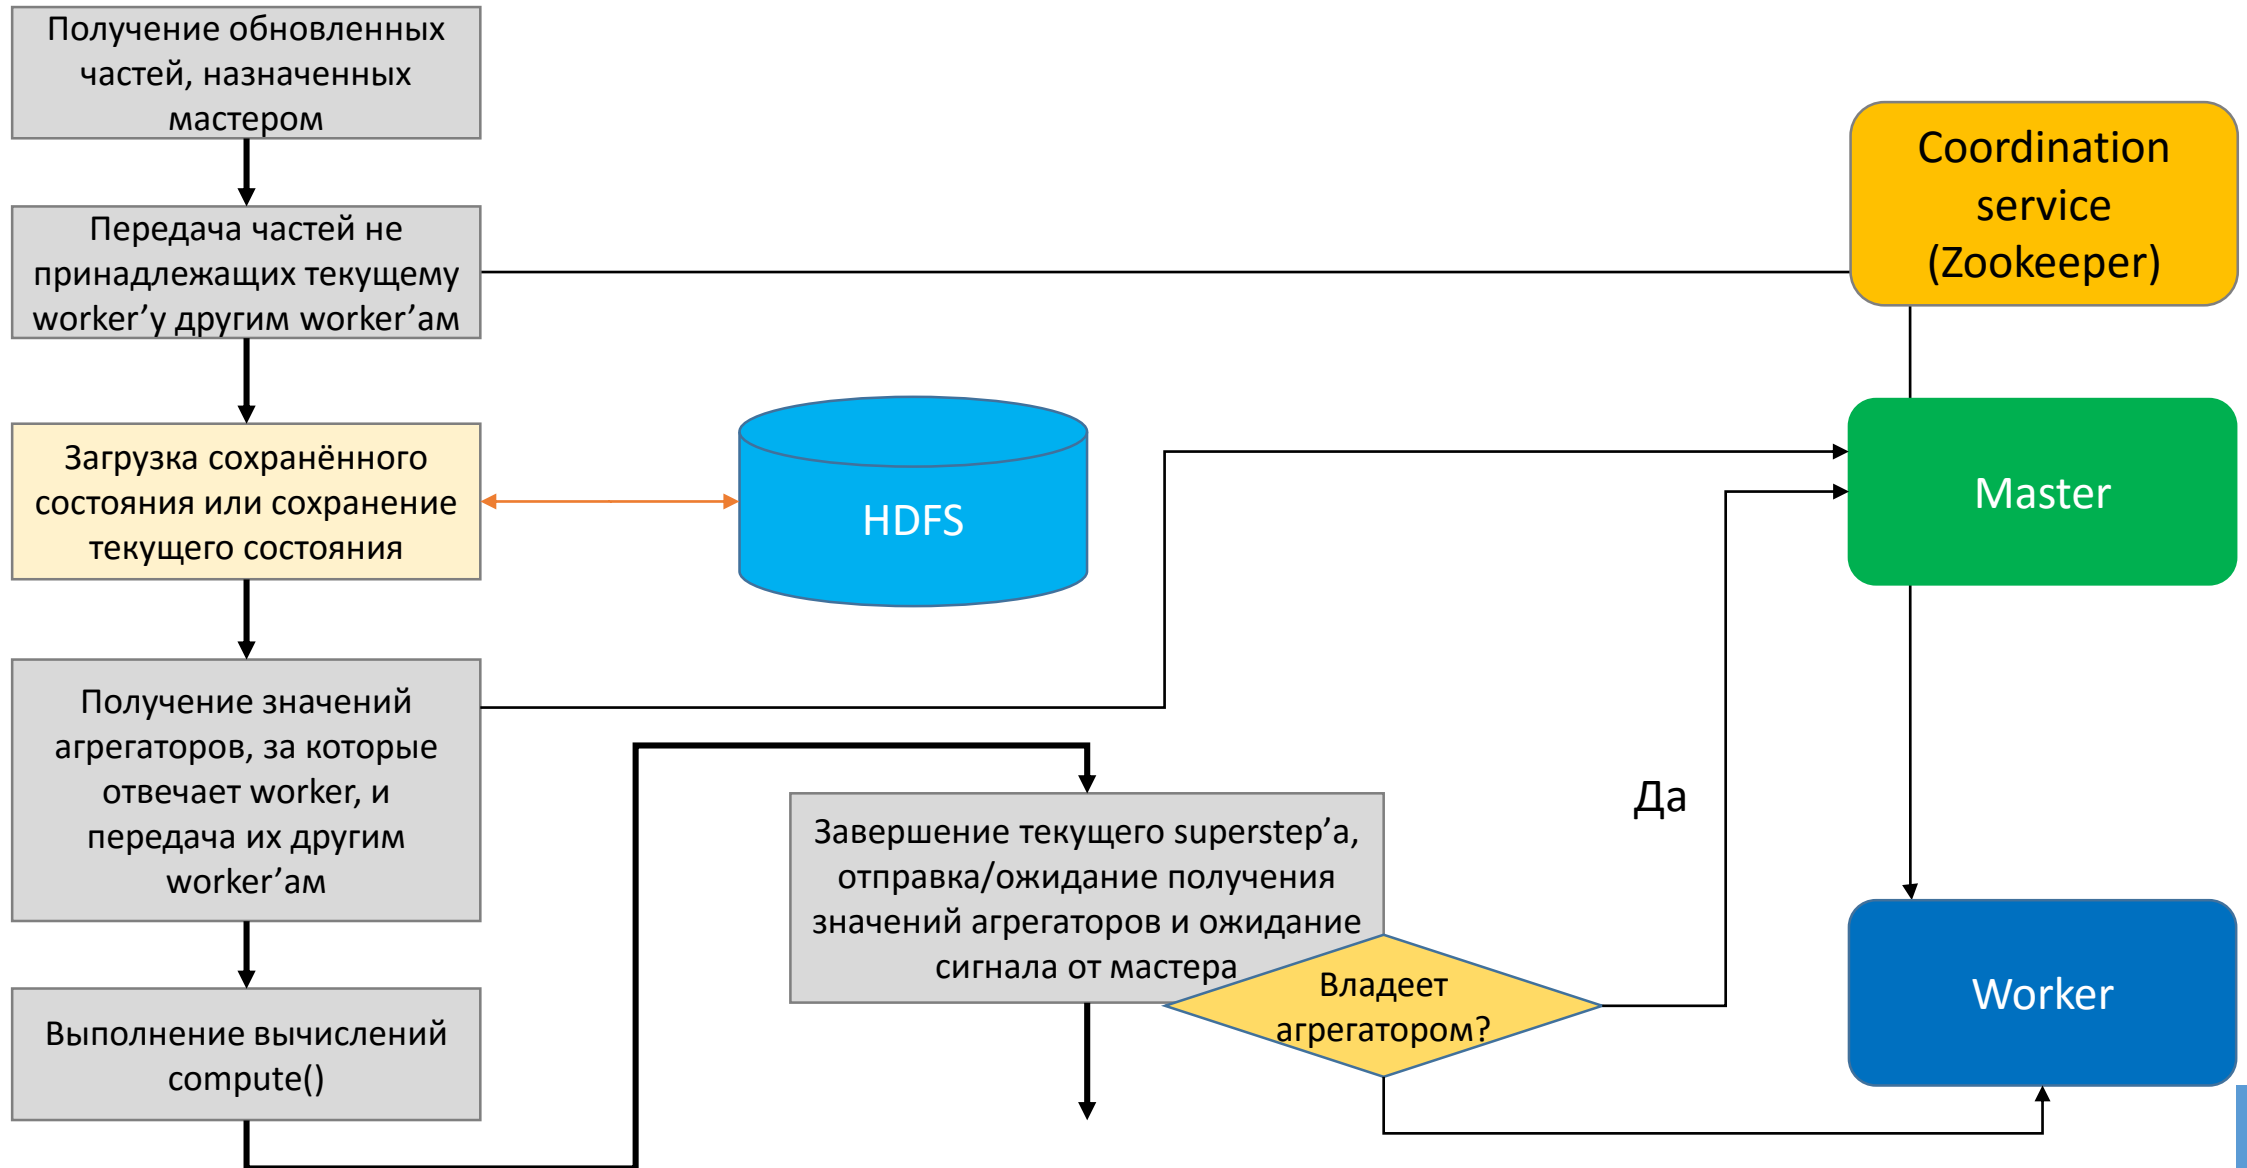 Получение обновленных
частей, назначенных
мастером
Передача частей не
принадлежащих текущему
worker’у другим worker’ам
Загрузка сохранённого
состояния или сохранение
текущего состояния
Получение значений
агрегаторов, за которые
отвечает worker, и
передача их другим
worker’ам
Выполнение вычислений
compute()
HDFS
Завершение текущего superstep’а,
отправка/ожидание получения
значений агрегаторов и ожидание
сигнала от мастера
Владеет
агрегатором?
Да
Coordination
service
(Zookeeper)
Master
Worker